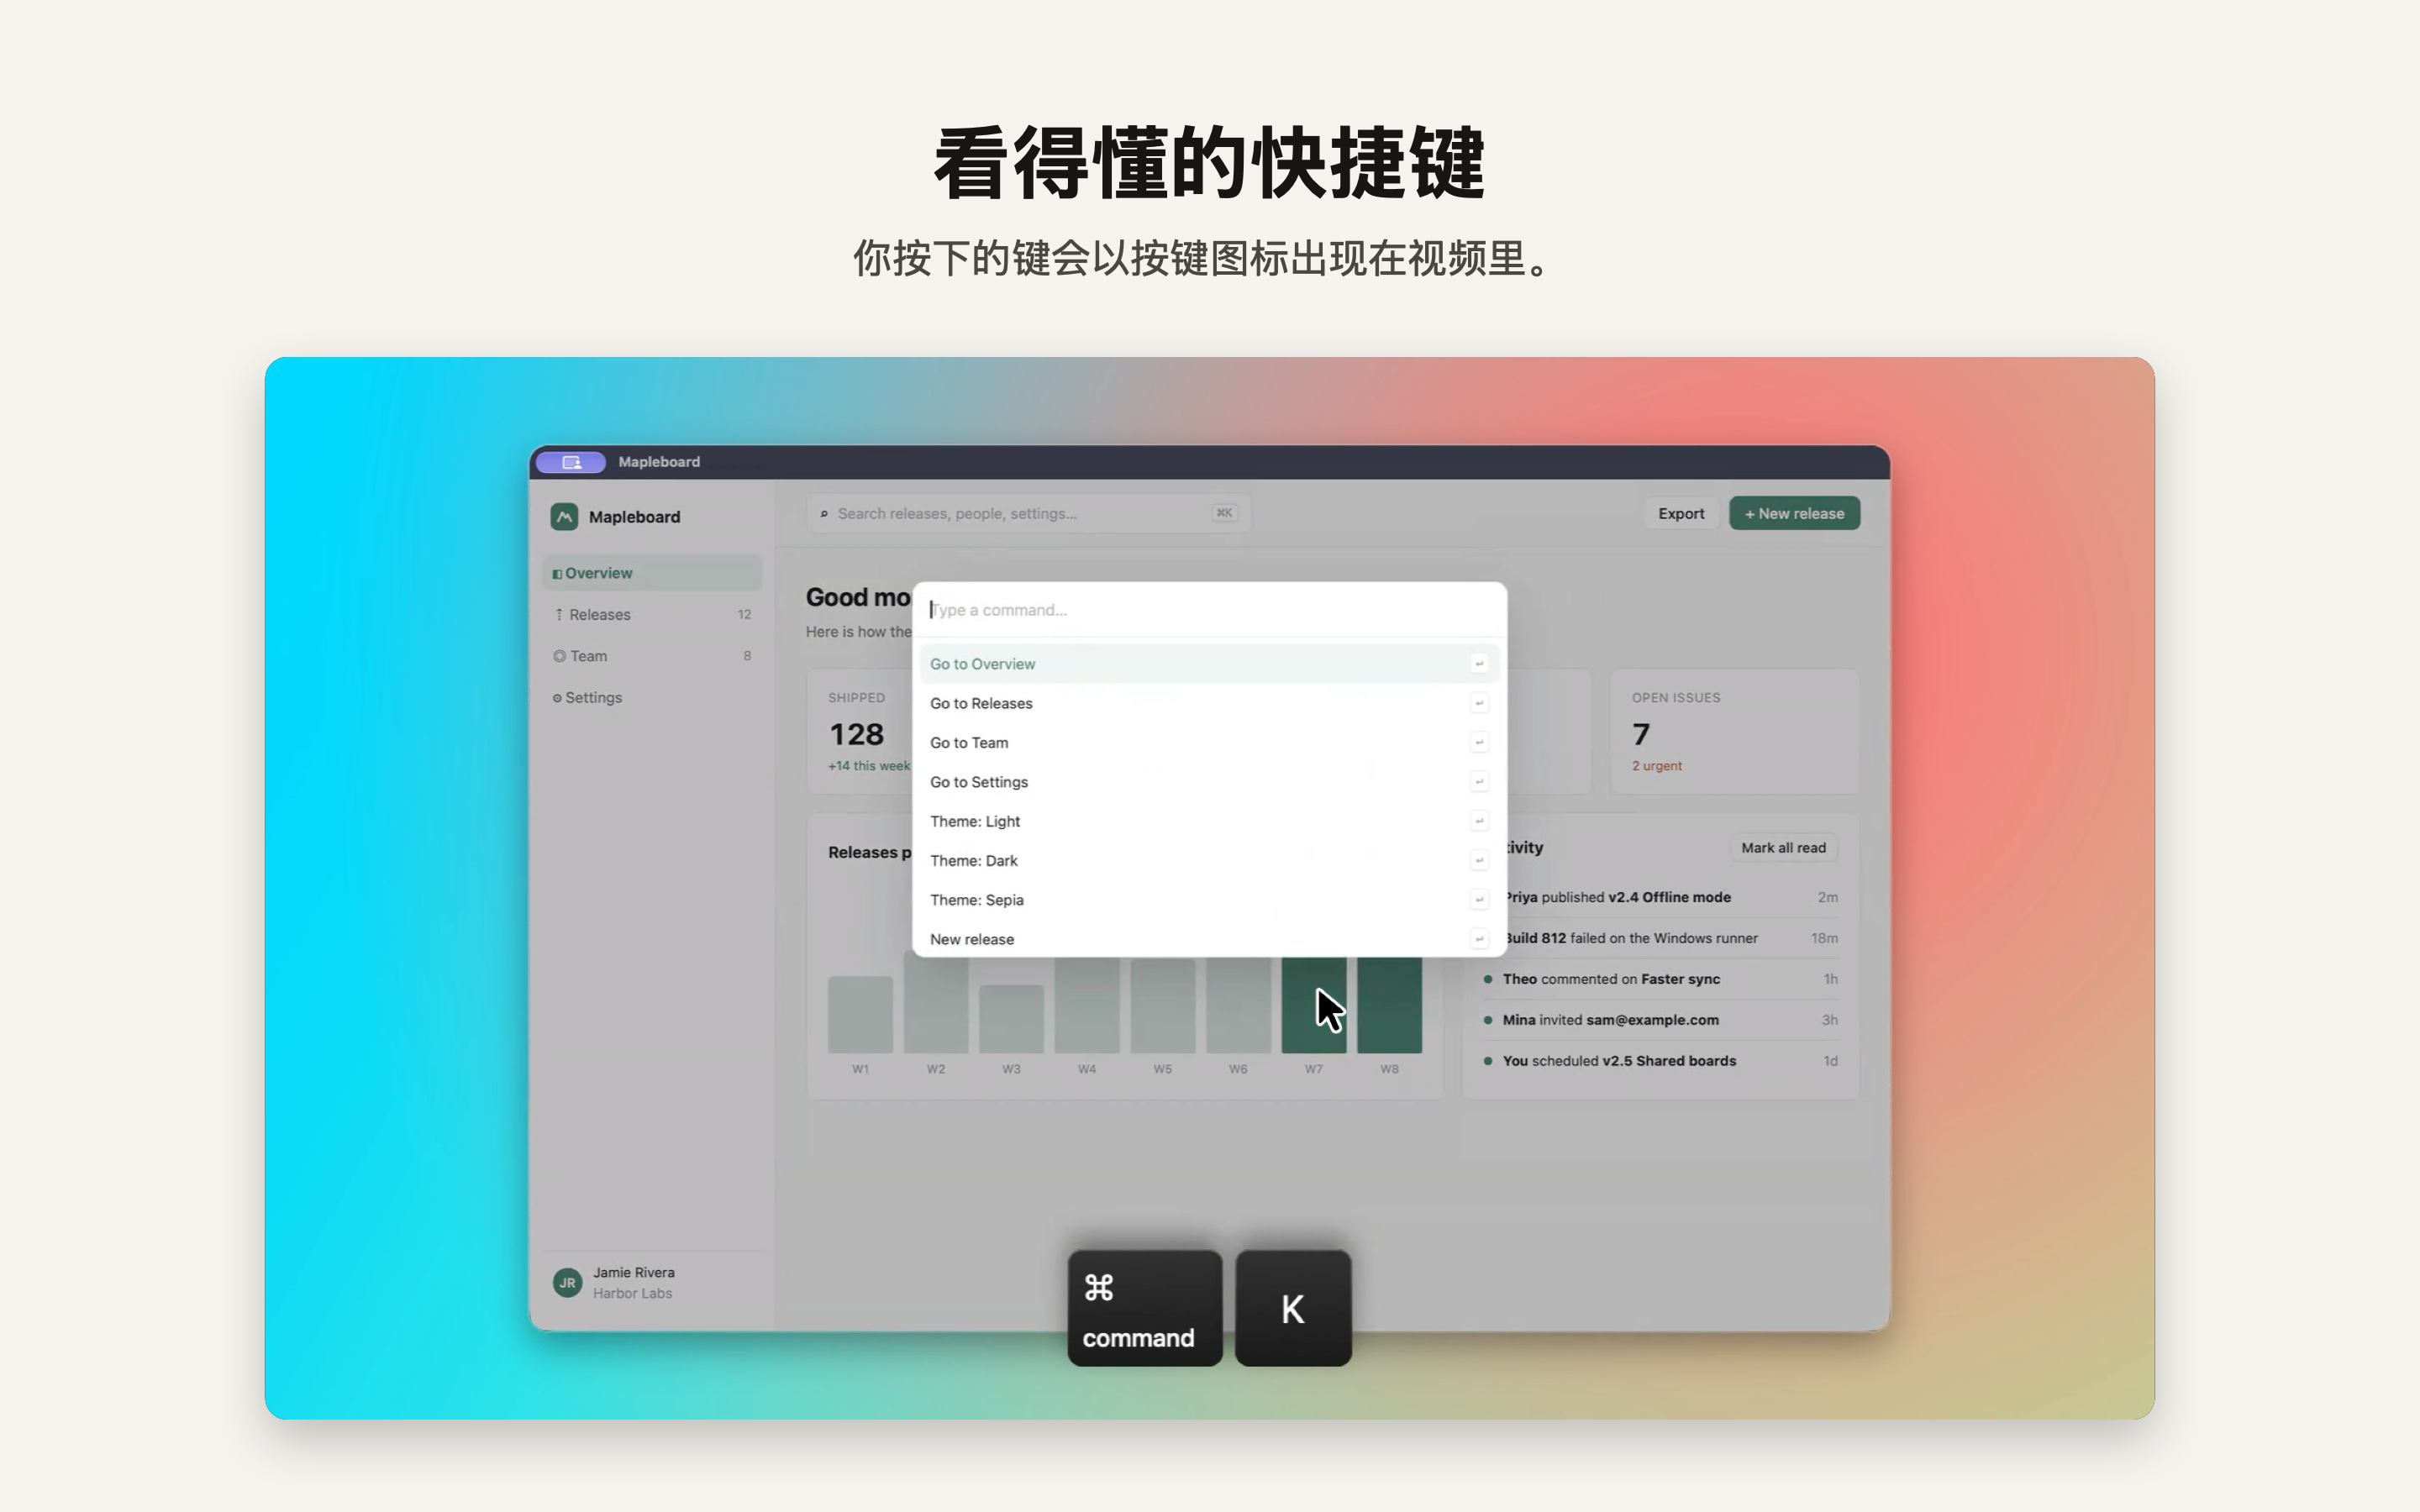 看得懂的快捷键
你按下的键会以按键图标出现在视频里。
Mapleboard
Mapleboard
Search releases, people, settings... ⌘K
Export
+ New release
Overview
Releases 12
Team 8
Settings
Good mo
Here is how the
Type a command...
Go to Overview ↵
Go to Releases ↵
Go to Team ↵
Go to Settings ↵
Theme: Light ↵
Theme: Dark ↵
Theme: Sepia ↵
New release ↵
SHIPPED
128
+14 this week
OPEN ISSUES
7
2 urgent
Releases p
W1 W2 W3 W4 W5 W6 W7 W8
tivity
Mark all read
Priya published v2.4 Offline mode 2m
Build 812 failed on the Windows runner 18m
Theo commented on Faster sync 1h
Mina invited sam@example.com 3h
You scheduled v2.5 Shared boards 1d
JR
Jamie Rivera
Harbor Labs
⌘
command
K